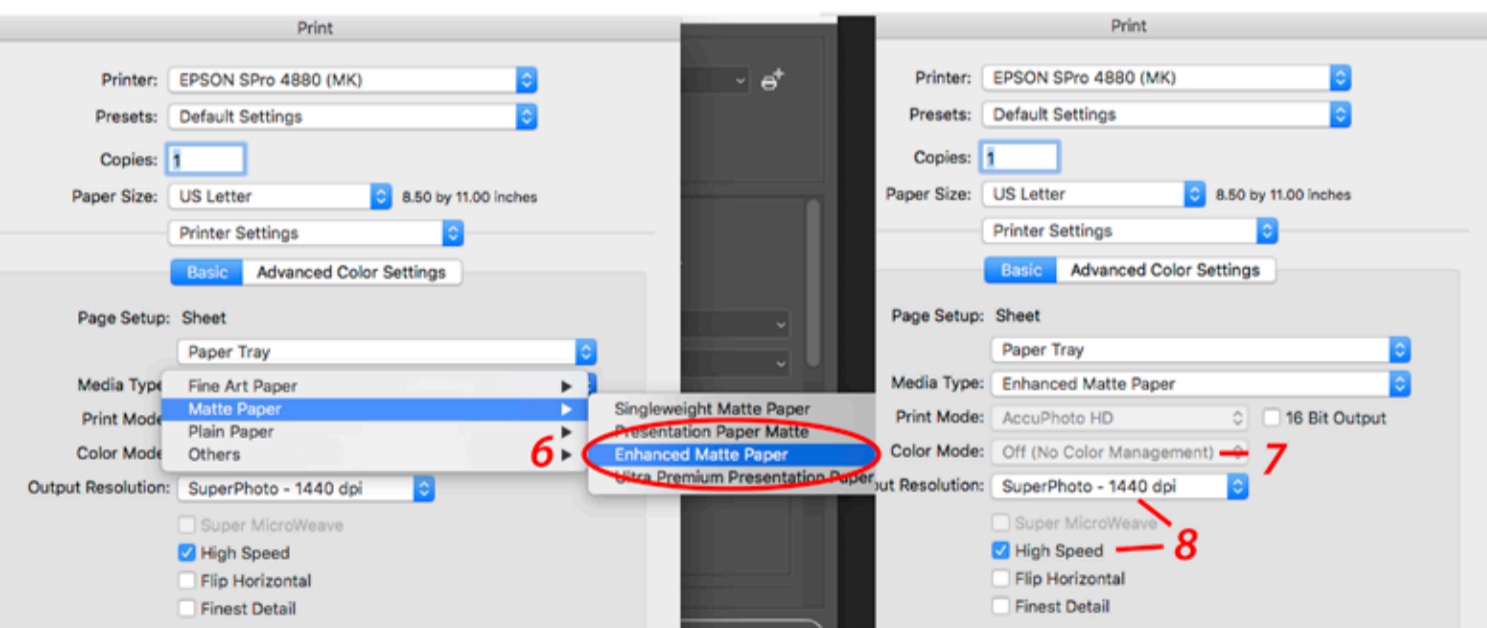 Print
Printer: EPSON SPro 4880 (MK)
Presets: Default Settings
Copies: 1
Paper Size: US Letter 8.50 by 11.00 inches
Printer Settings
Basic Advanced Color Settings
Page Setup: Sheet
Paper Tray
Media Type
Fine Art Paper
Matte Paper
Print Mode
Plain Paper
Color Mode
Others
Singleweight Matte Paper
Presentation Paper Matte
6
Enhanced Matte Paper
Ultra Premium Presentation Paper
Output Resolution: SuperPhoto - 1440 dpi
Super MicroWeave
High Speed
Flip Horizontal
Finest Detail
Print
Printer: EPSON SPro 4880 (MK)
Presets: Default Settings
Copies: 1
Paper Size: US Letter 8.50 by 11.00 inches
Printer Settings
Basic Advanced Color Settings
Page Setup: Sheet
Paper Tray
Media Type: Enhanced Matte Paper
Print Mode: AccuPhoto HD 16 Bit Output
Color Mode: Off (No Color Management) 7
ut Resolution: SuperPhoto - 1440 dpi
Super MicroWeave
High Speed 8
Flip Horizontal
Finest Detail